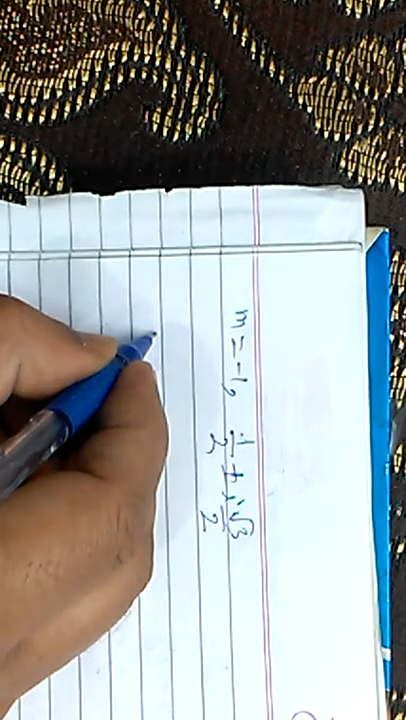 m = -1, 1/2 ± i√3/2